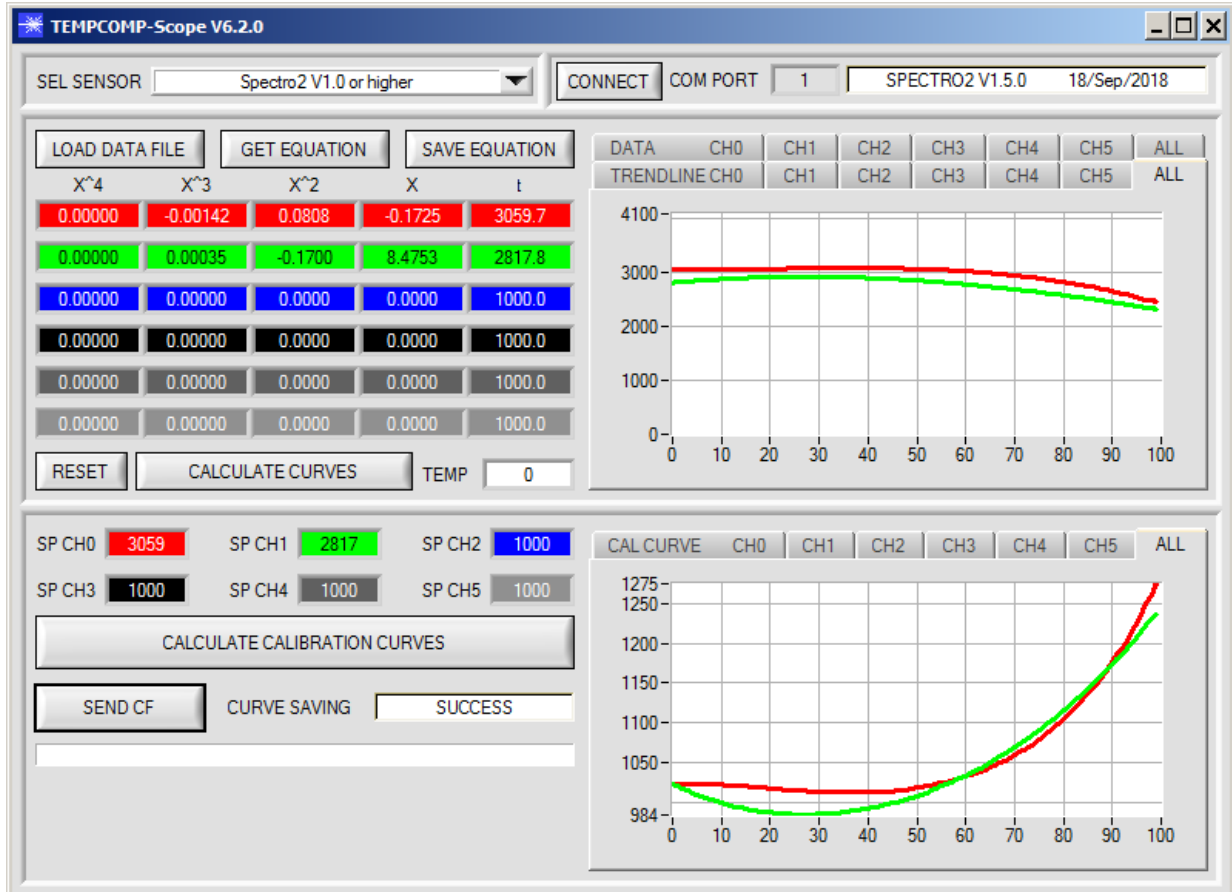 TEMPCOMP-Scope V6.2.0
SEL SENSOR Spectro2 V1.0 or higher CONNECT COM PORT 1 SPECTRO2 V1.5.0 18/Sep/2018
LOAD DATA FILE GET EQUATION SAVE EQUATION
X^4 X^3 X^2 X t
0.00000 -0.00142 0.0808 -0.1725 3059.7
0.00000 0.00035 -0.1700 8.4753 2817.8
0.00000 0.00000 0.0000 0.0000 1000.0
0.00000 0.00000 0.0000 0.0000 1000.0
0.00000 0.00000 0.0000 0.0000 1000.0
0.00000 0.00000 0.0000 0.0000 1000.0
RESET CALCULATE CURVES TEMP 0
DATA CH0 CH1 CH2 CH3 CH4 CH5 ALL
TRENDLINE CH0 CH1 CH2 CH3 CH4 CH5 ALL
4100
3000
2000
1000
0
0 10 20 30 40 50 60 70 80 90 100
SP CH0 3059 SP CH1 2817 SP CH2 1000
SP CH3 1000 SP CH4 1000 SP CH5 1000
CALCULATE CALIBRATION CURVES
SEND CF CURVE SAVING SUCCESS
CAL CURVE CH0 CH1 CH2 CH3 CH4 CH5 ALL
1275
1250
1200
1150
1100
1050
984
0 10 20 30 40 50 60 70 80 90 100